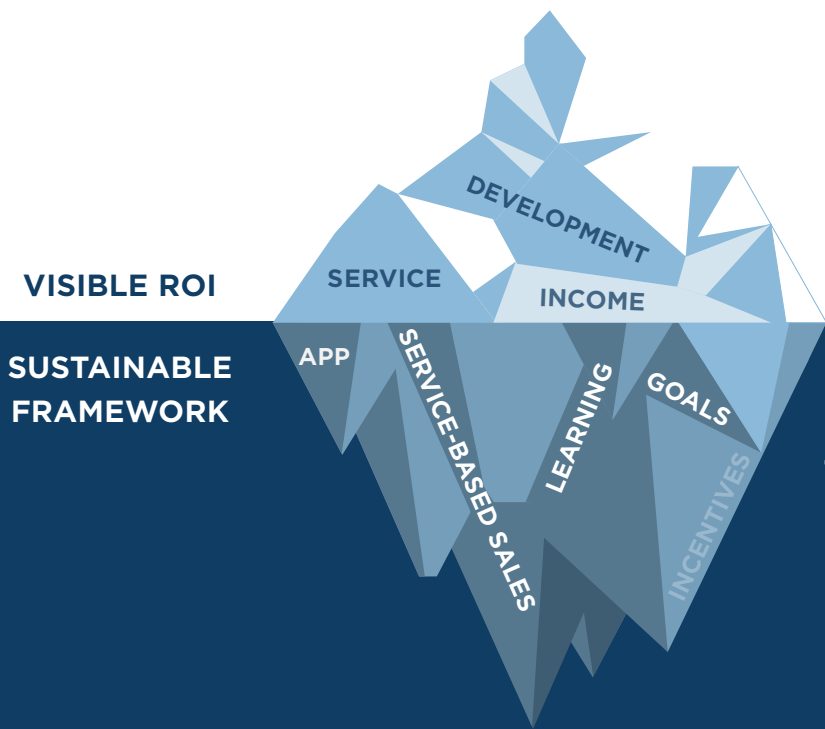 DEVELOPMENT
SERVICE
VISIBLE ROI
INCOME
APP
SUSTAINABLE
FRAMEWORK
SERVICE-BASED SALES
LEARNING
GOALS
INCENTIVES